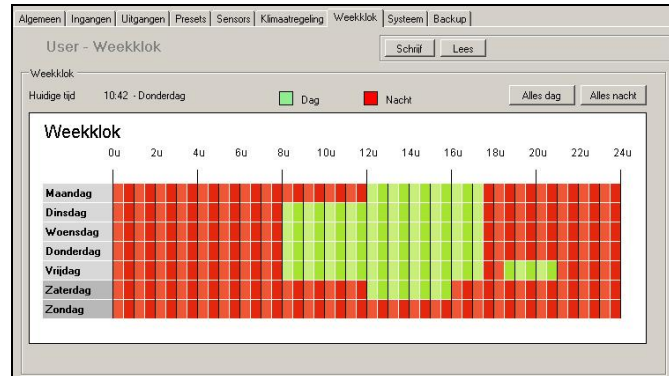 Algemeen Ingangen Uitgangen Presets Sensors Klimaatregeling Weekklok Systeem Backup
User - Weekklok Schrijf Lees
Weekklok
Huidige tijd 10:42 - Donderdag Dag Nacht Alles dag Alles nacht
Weekklok
0u 2u 4u 6u 8u 10u 12u 14u 16u 18u 20u 22u 24u
Maandag
Dinsdag
Woensdag
Donderdag
Vrijdag
Zaterdag
Zondag